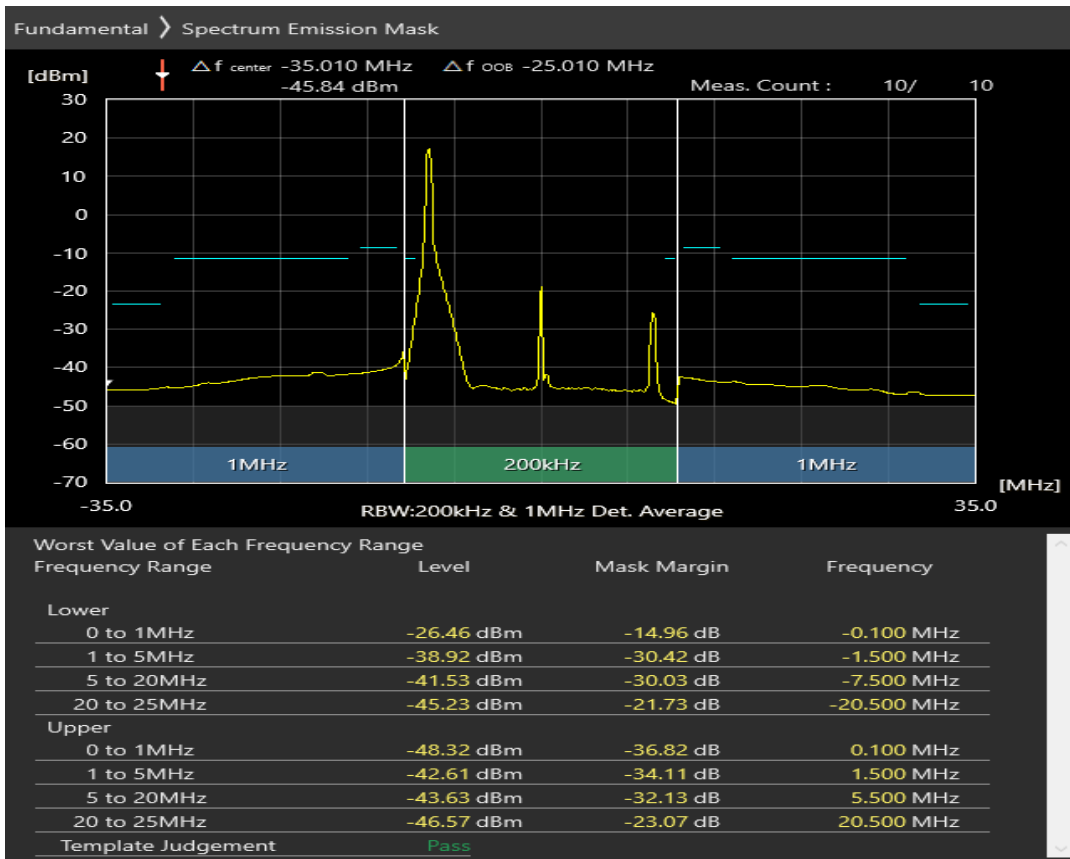 Fundamental ❯ Spectrum Emission Mask
[dBm] △f center -35.010 MHz △f OOB -25.010 MHz
-45.84 dBm Meas. Count : 10/ 10
30
20
10
0
-10
-20
-30
-40
-50
-60
-70
1MHz 200kHz 1MHz
[MHz]
-35.0 RBW:200kHz & 1MHz Det. Average 35.0
Worst Value of Each Frequency Range
Frequency Range Level Mask Margin Frequency
Lower
0 to 1MHz -26.46 dBm -14.96 dB -0.100 MHz
1 to 5MHz -38.92 dBm -30.42 dB -1.500 MHz
5 to 20MHz -41.53 dBm -30.03 dB -7.500 MHz
20 to 25MHz -45.23 dBm -21.73 dB -20.500 MHz
Upper
0 to 1MHz -48.32 dBm -36.82 dB 0.100 MHz
1 to 5MHz -42.61 dBm -34.11 dB 1.500 MHz
5 to 20MHz -43.63 dBm -32.13 dB 5.500 MHz
20 to 25MHz -46.57 dBm -23.07 dB 20.500 MHz
Template Judgement Pass